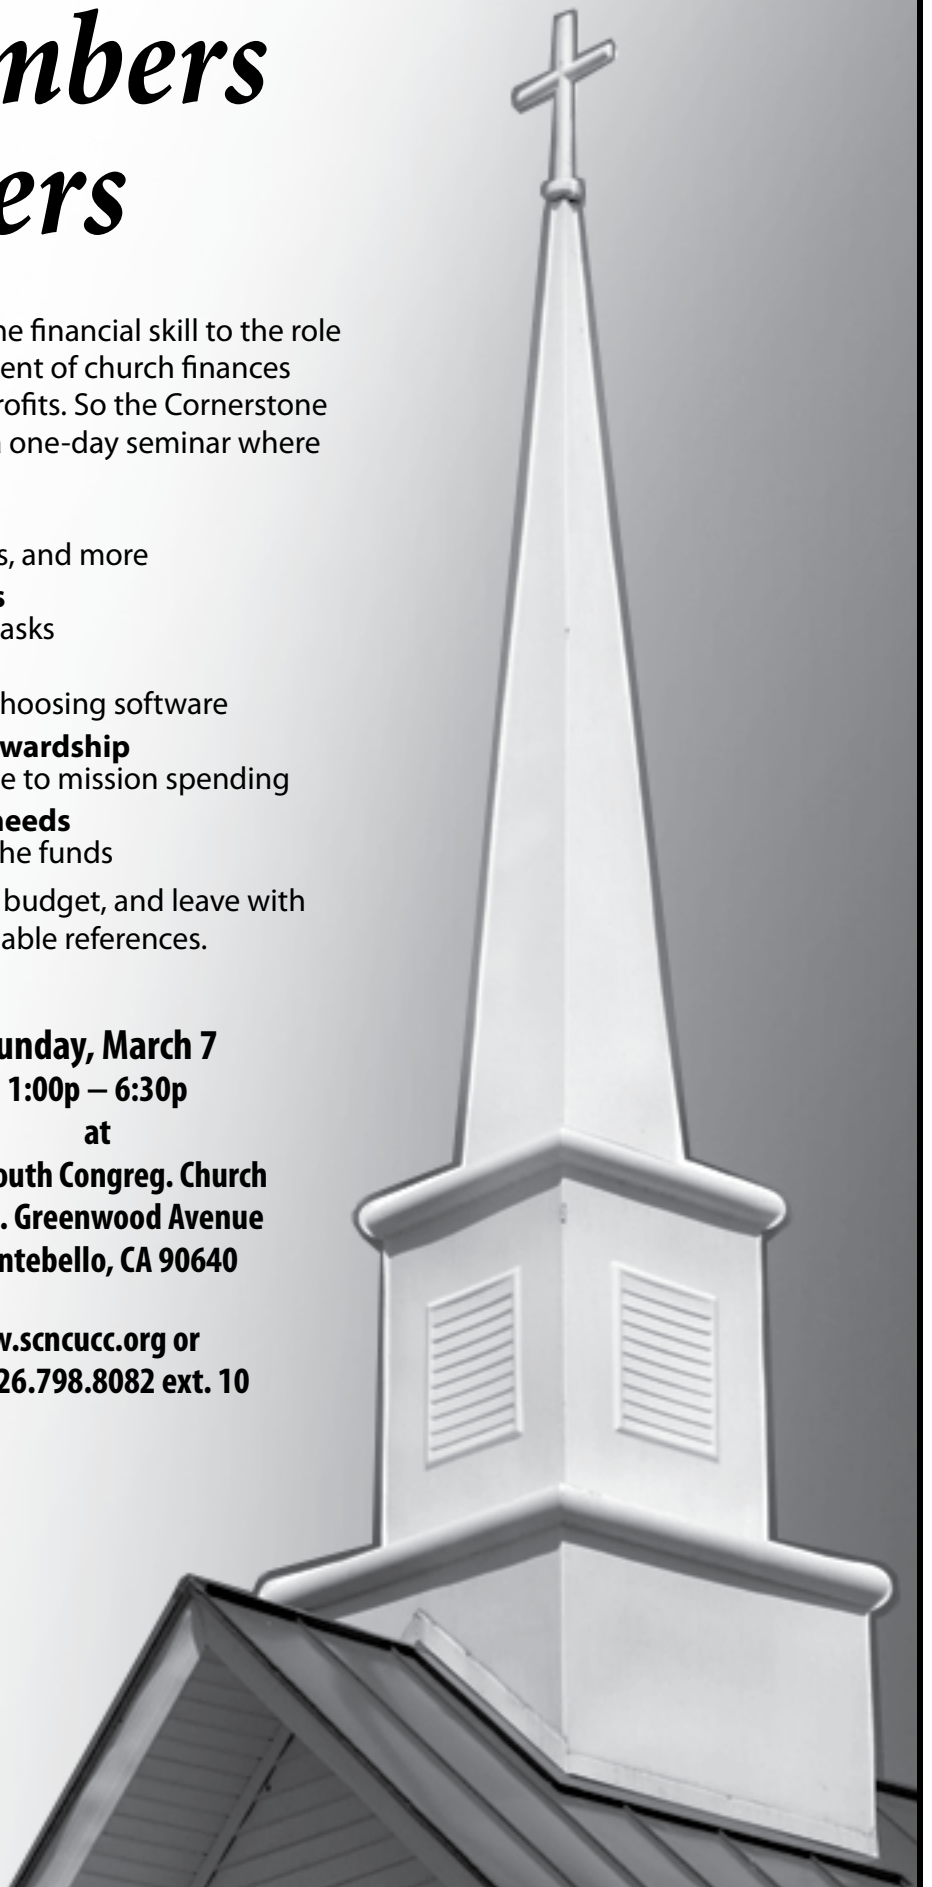 mbers
ers
ne financial skill to the role
ent of church finances
rofits. So the Cornerstone
one-day seminar where
s, and more
s
asks
hoosing software
wardship
e to mission spending
needs
he funds
budget, and leave with
able references.
unday, March 7
1:00p – 6:30p
at
outh Congreg. Church
. Greenwood Avenue
ntebello, CA 90640
w.scncucc.org or
26.798.8082 ext. 10